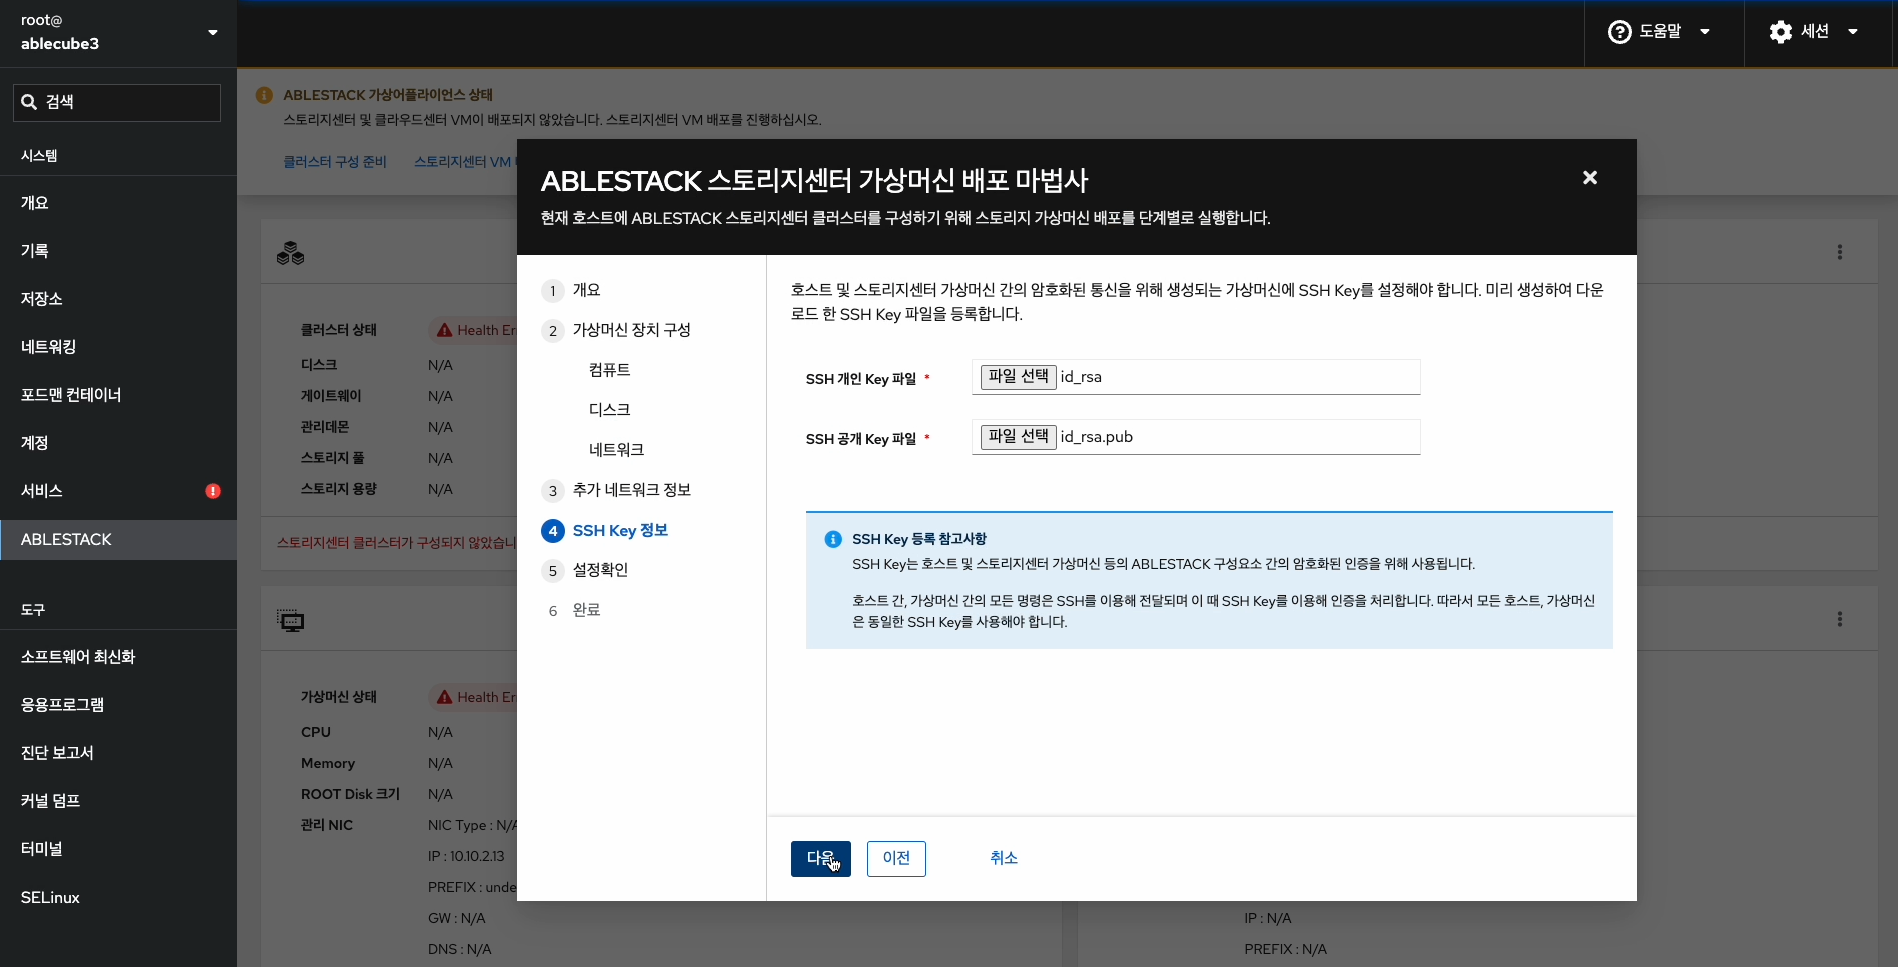 root@
ablecube3
도움말
세션
검색
시스템
개요
기록
저장소
네트워킹
포드맨 컨테이너
계정
서비스
ABLESTACK
도구
소프트웨어 최신화
응용프로그램
진단 보고서
커널 덤프
터미널
SELinux
ABLESTACK 가상어플라이언스 상태
스토리지센터 및 클라우드센터 VM이 배포되지 않았습니다. 스토리지센터 VM 배포를 진행하십시오.
클러스터 구성 준비
스토리지센터 VM
클러스터 상태
Health Er
디스크
N/A
게이트웨이
N/A
관리데몬
N/A
스토리지 풀
N/A
스토리지 용량
N/A
스토리지센터 클러스터가 구성되지 않았습니
가상머신 상태
Health Er
CPU
N/A
Memory
N/A
ROOT Disk 크기
N/A
관리 NIC
NIC Type : N/A
IP : 10.10.2.13
PREFIX : unde
GW : N/A
DNS : N/A
IP : N/A
PREFIX : N/A
ABLESTACK 스토리지센터 가상머신 배포 마법사
현재 호스트에 ABLESTACK 스토리지센터 클러스터를 구성하기 위해 스토리지 가상머신 배포를 단계별로 실행합니다.
1 개요
2 가상머신 장치 구성
컴퓨트
디스크
네트워크
3 추가 네트워크 정보
4 SSH Key 정보
5 설정확인
6 완료
호스트 및 스토리지센터 가상머신 간의 암호화된 통신을 위해 생성되는 가상머신에 SSH Key를 설정해야 합니다. 미리 생성하여 다운
로드 한 SSH Key 파일을 등록합니다.
SSH 개인 Key 파일 *
파일 선택 id_rsa
SSH 공개 Key 파일 *
파일 선택 id_rsa.pub
SSH Key 등록 참고사항
SSH Key는 호스트 및 스토리지센터 가상머신 등의 ABLESTACK 구성요소 간의 암호화된 인증을 위해 사용됩니다.
호스트 간, 가상머신 간의 모든 명령은 SSH를 이용해 전달되며 이 때 SSH Key를 이용해 인증을 처리합니다. 따라서 모든 호스트, 가상머신
은 동일한 SSH Key를 사용해야 합니다.
다음
이전
취소